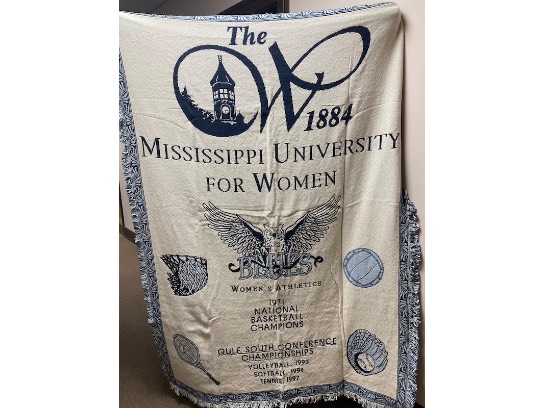 The
W
1884
MISSISSIPPI UNIVERSITY
FOR WOMEN
BLUES
WOMEN'S ATHLETICS
1971
NATIONAL
BASKETBALL
CHAMPIONS
GULF SOUTH CONFERENCE
CHAMPIONSHIPS
VOLLEYBALL, 1995
SOFTBALL, 1996
TENNIS, 1997